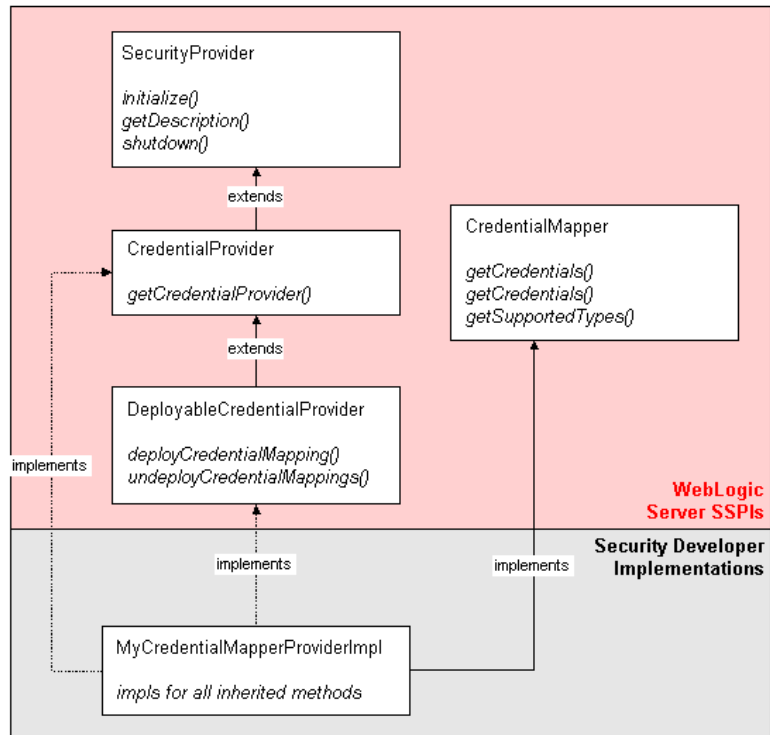 SecurityProvider
initialize()
getDescription()
shutdown()
extends
CredentialProvider
getCredentialProvider()
CredentialMapper
getCredentials()
getCredentials()
getSupportedTypes()
extends
DeployableCredentialProvider
deployCredentialMapping()
undeployCredentialMappings()
implements
WebLogic
Server SSPIs
Security Developer
Implementations
implements
implements
MyCredentialMapperProviderImpl
impls for all inherited methods